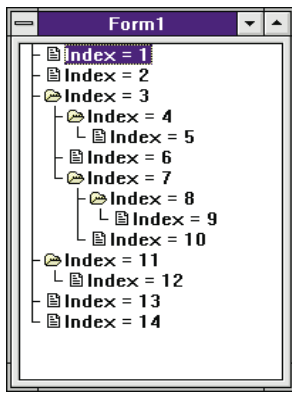 Form1
Index = 1
Index = 2
Index = 3
Index = 4
Index = 5
Index = 6
Index = 7
Index = 8
Index = 9
Index = 10
Index = 11
Index = 12
Index = 13
Index = 14